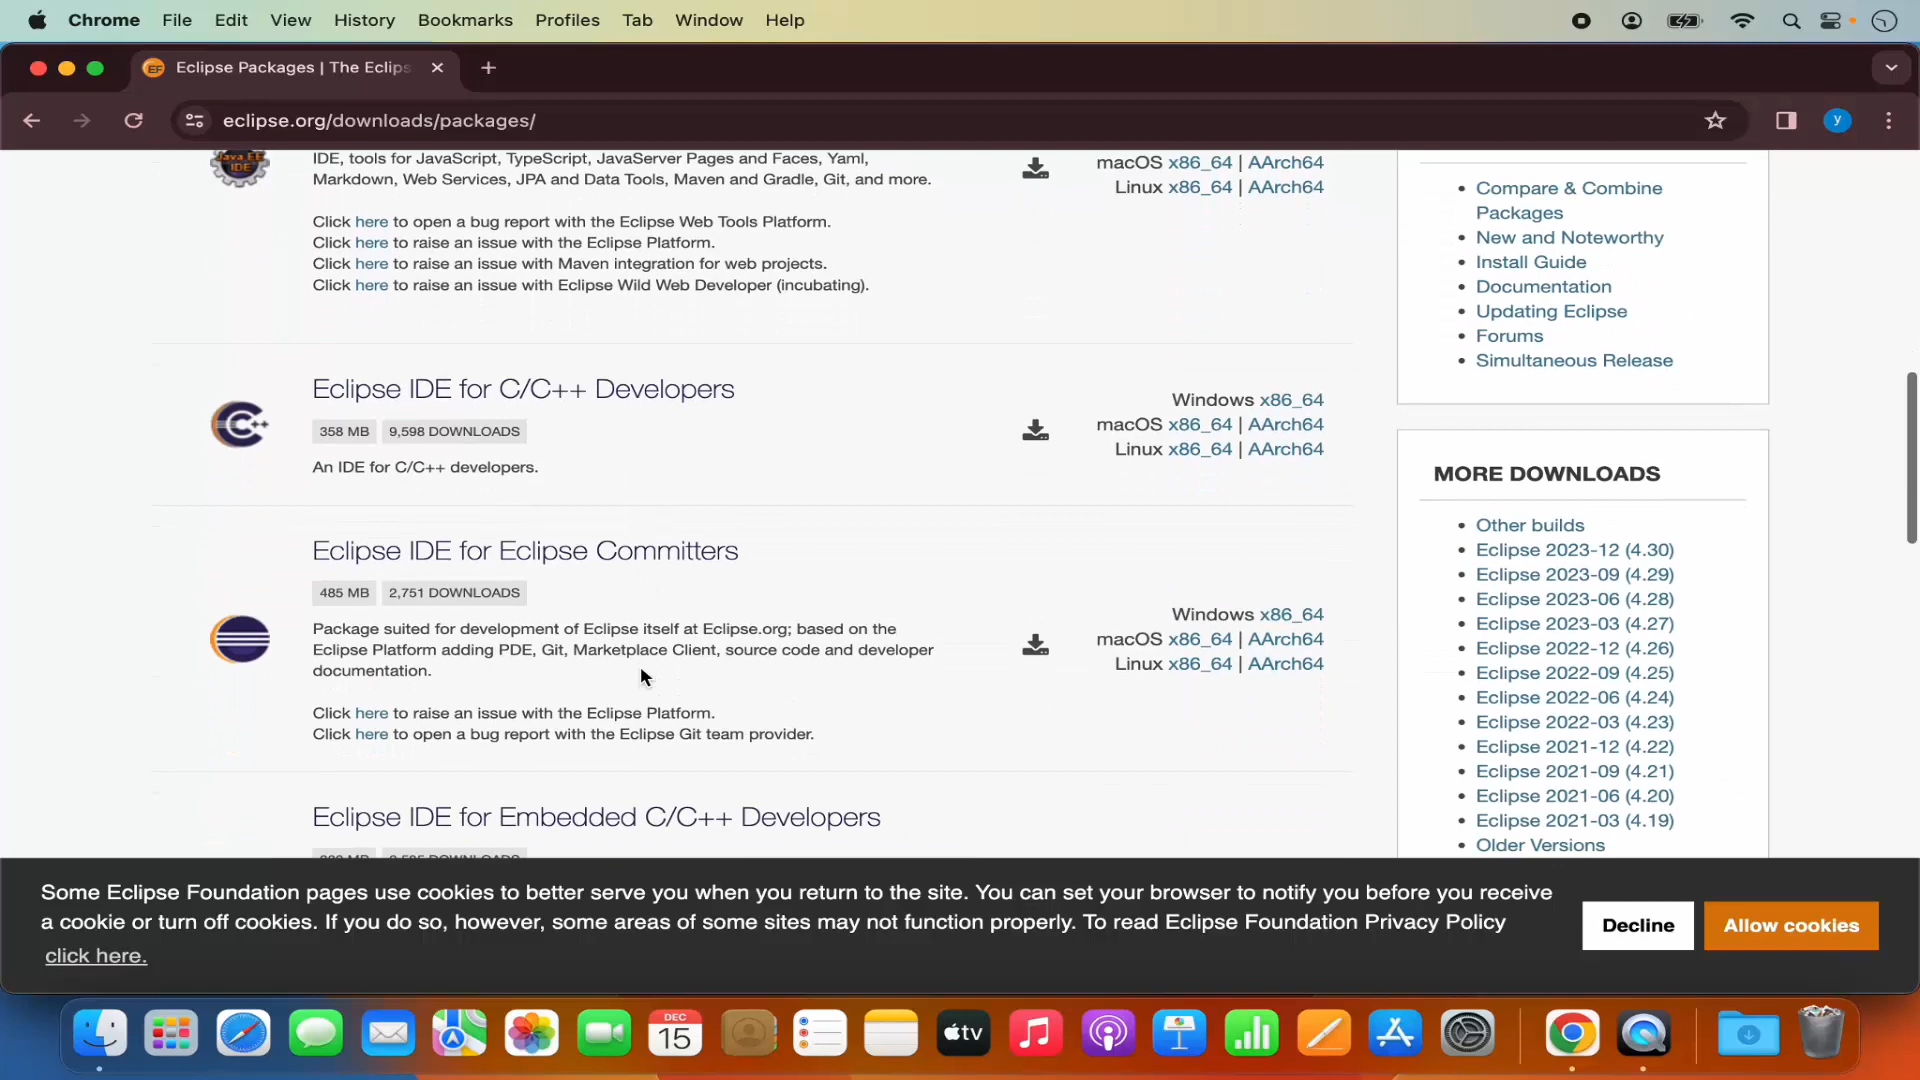 Chrome File Edit View History Bookmarks Profiles Tab Window Help
Eclipse Packages | The Eclips
eclipse.org/downloads/packages/
y
Java EE
IDE
IDE, tools for JavaScript, TypeScript, JavaServer Pages and Faces, Yaml,
Markdown, Web Services, JPA and Data Tools, Maven and Gradle, Git, and more.
macOS x86_64 | AArch64
Linux x86_64 | AArch64
Click here to open a bug report with the Eclipse Web Tools Platform.
Click here to raise an issue with the Eclipse Platform.
Click here to raise an issue with Maven integration for web projects.
Click here to raise an issue with Eclipse Wild Web Developer (incubating).
Eclipse IDE for C/C++ Developers
358 MB 9,598 DOWNLOADS
An IDE for C/C++ developers.
Windows x86_64
macOS x86_64 | AArch64
Linux x86_64 | AArch64
Eclipse IDE for Eclipse Committers
485 MB 2,751 DOWNLOADS
Package suited for development of Eclipse itself at Eclipse.org; based on the
Eclipse Platform adding PDE, Git, Marketplace Client, source code and developer
documentation.
Windows x86_64
macOS x86_64 | AArch64
Linux x86_64 | AArch64
Click here to raise an issue with the Eclipse Platform.
Click here to open a bug report with the Eclipse Git team provider.
Eclipse IDE for Embedded C/C++ Developers
Compare & Combine
Packages
New and Noteworthy
Install Guide
Documentation
Updating Eclipse
Forums
Simultaneous Release
MORE DOWNLOADS
Other builds
Eclipse 2023-12 (4.30)
Eclipse 2023-09 (4.29)
Eclipse 2023-06 (4.28)
Eclipse 2023-03 (4.27)
Eclipse 2022-12 (4.26)
Eclipse 2022-09 (4.25)
Eclipse 2022-06 (4.24)
Eclipse 2022-03 (4.23)
Eclipse 2021-12 (4.22)
Eclipse 2021-09 (4.21)
Eclipse 2021-06 (4.20)
Eclipse 2021-03 (4.19)
Older Versions
Some Eclipse Foundation pages use cookies to better serve you when you return to the site. You can set your browser to notify you before you receive
a cookie or turn off cookies. If you do so, however, some areas of some sites may not function properly. To read Eclipse Foundation Privacy Policy
click here.
Decline
Allow cookies
DEC
15
tv